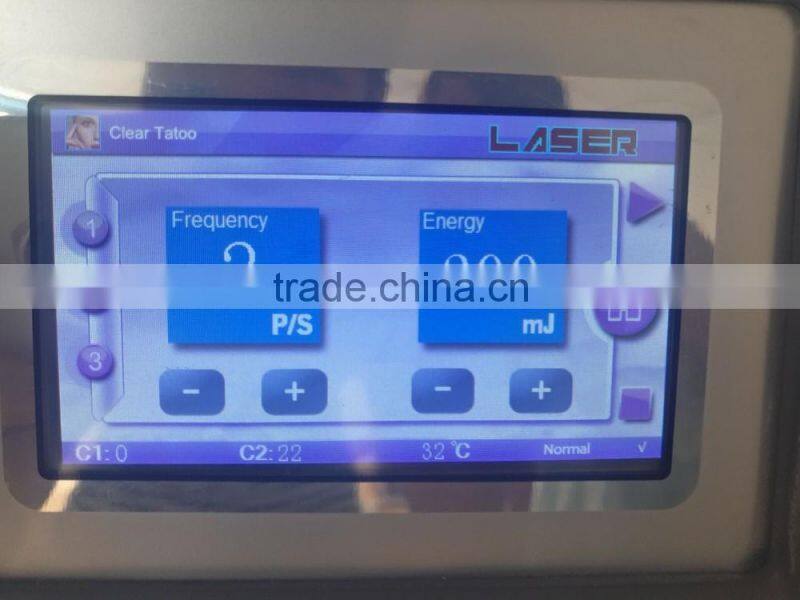 Clear Tatoo
LASER
1
Frequency
P/S
Energy
mJ
trade.china.cn
3
- +
- +
C1: 0
C2: 22
32 ℃
Normal
√